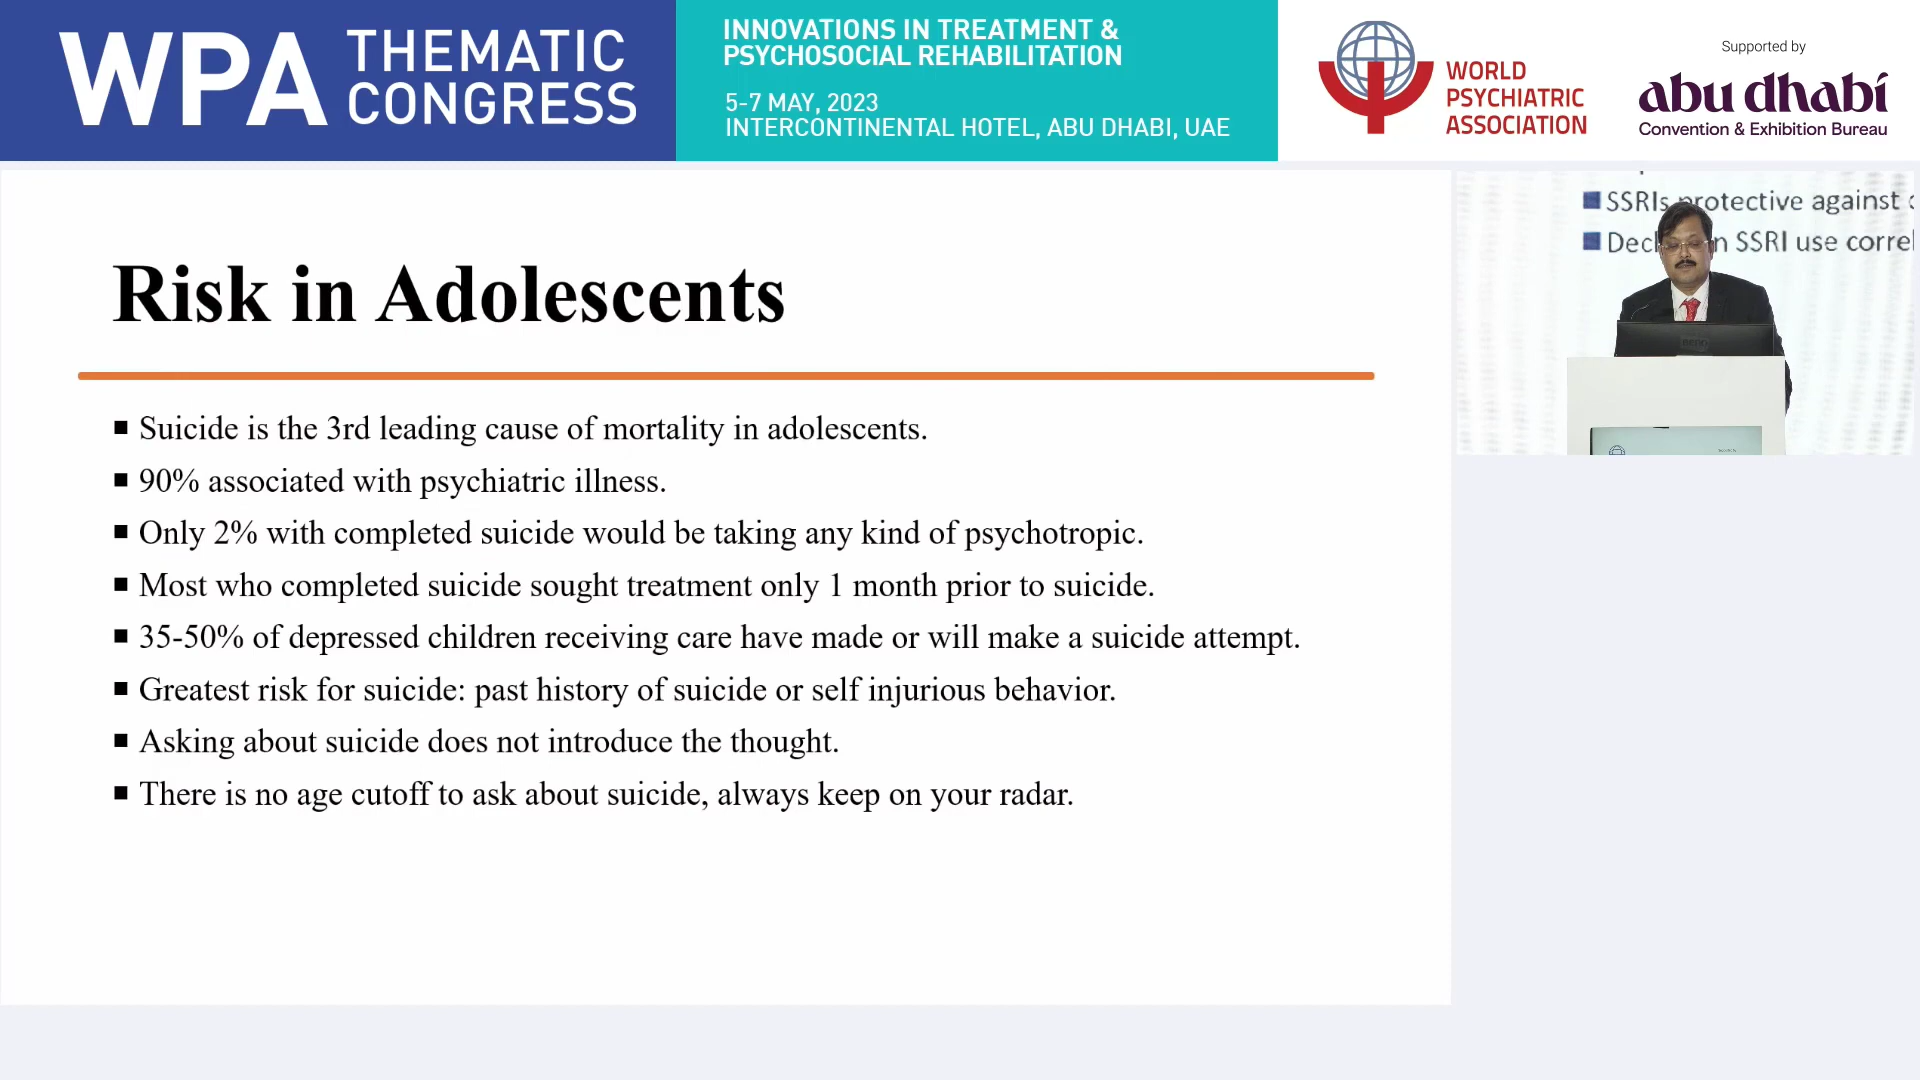 WPA THEMATIC
CONGRESS
INNOVATIONS IN TREATMENT &
PSYCHOSOCIAL REHABILITATION
5-7 MAY, 2023
INTERCONTINENTAL HOTEL, ABU DHABI, UAE
WORLD
PSYCHIATRIC
ASSOCIATION
Supported by
abu dhabi
Convention & Exhibition Bureau
Risk in Adolescents
■ Suicide is the 3rd leading cause of mortality in adolescents.
■ 90% associated with psychiatric illness.
■ Only 2% with completed suicide would be taking any kind of psychotropic.
■ Most who completed suicide sought treatment only 1 month prior to suicide.
■ 35-50% of depressed children receiving care have made or will make a suicide attempt.
■ Greatest risk for suicide: past history of suicide or self injurious behavior.
■ Asking about suicide does not introduce the thought.
■ There is no age cutoff to ask about suicide, always keep on your radar.
■ SSRIs protective against
■ SSRI use